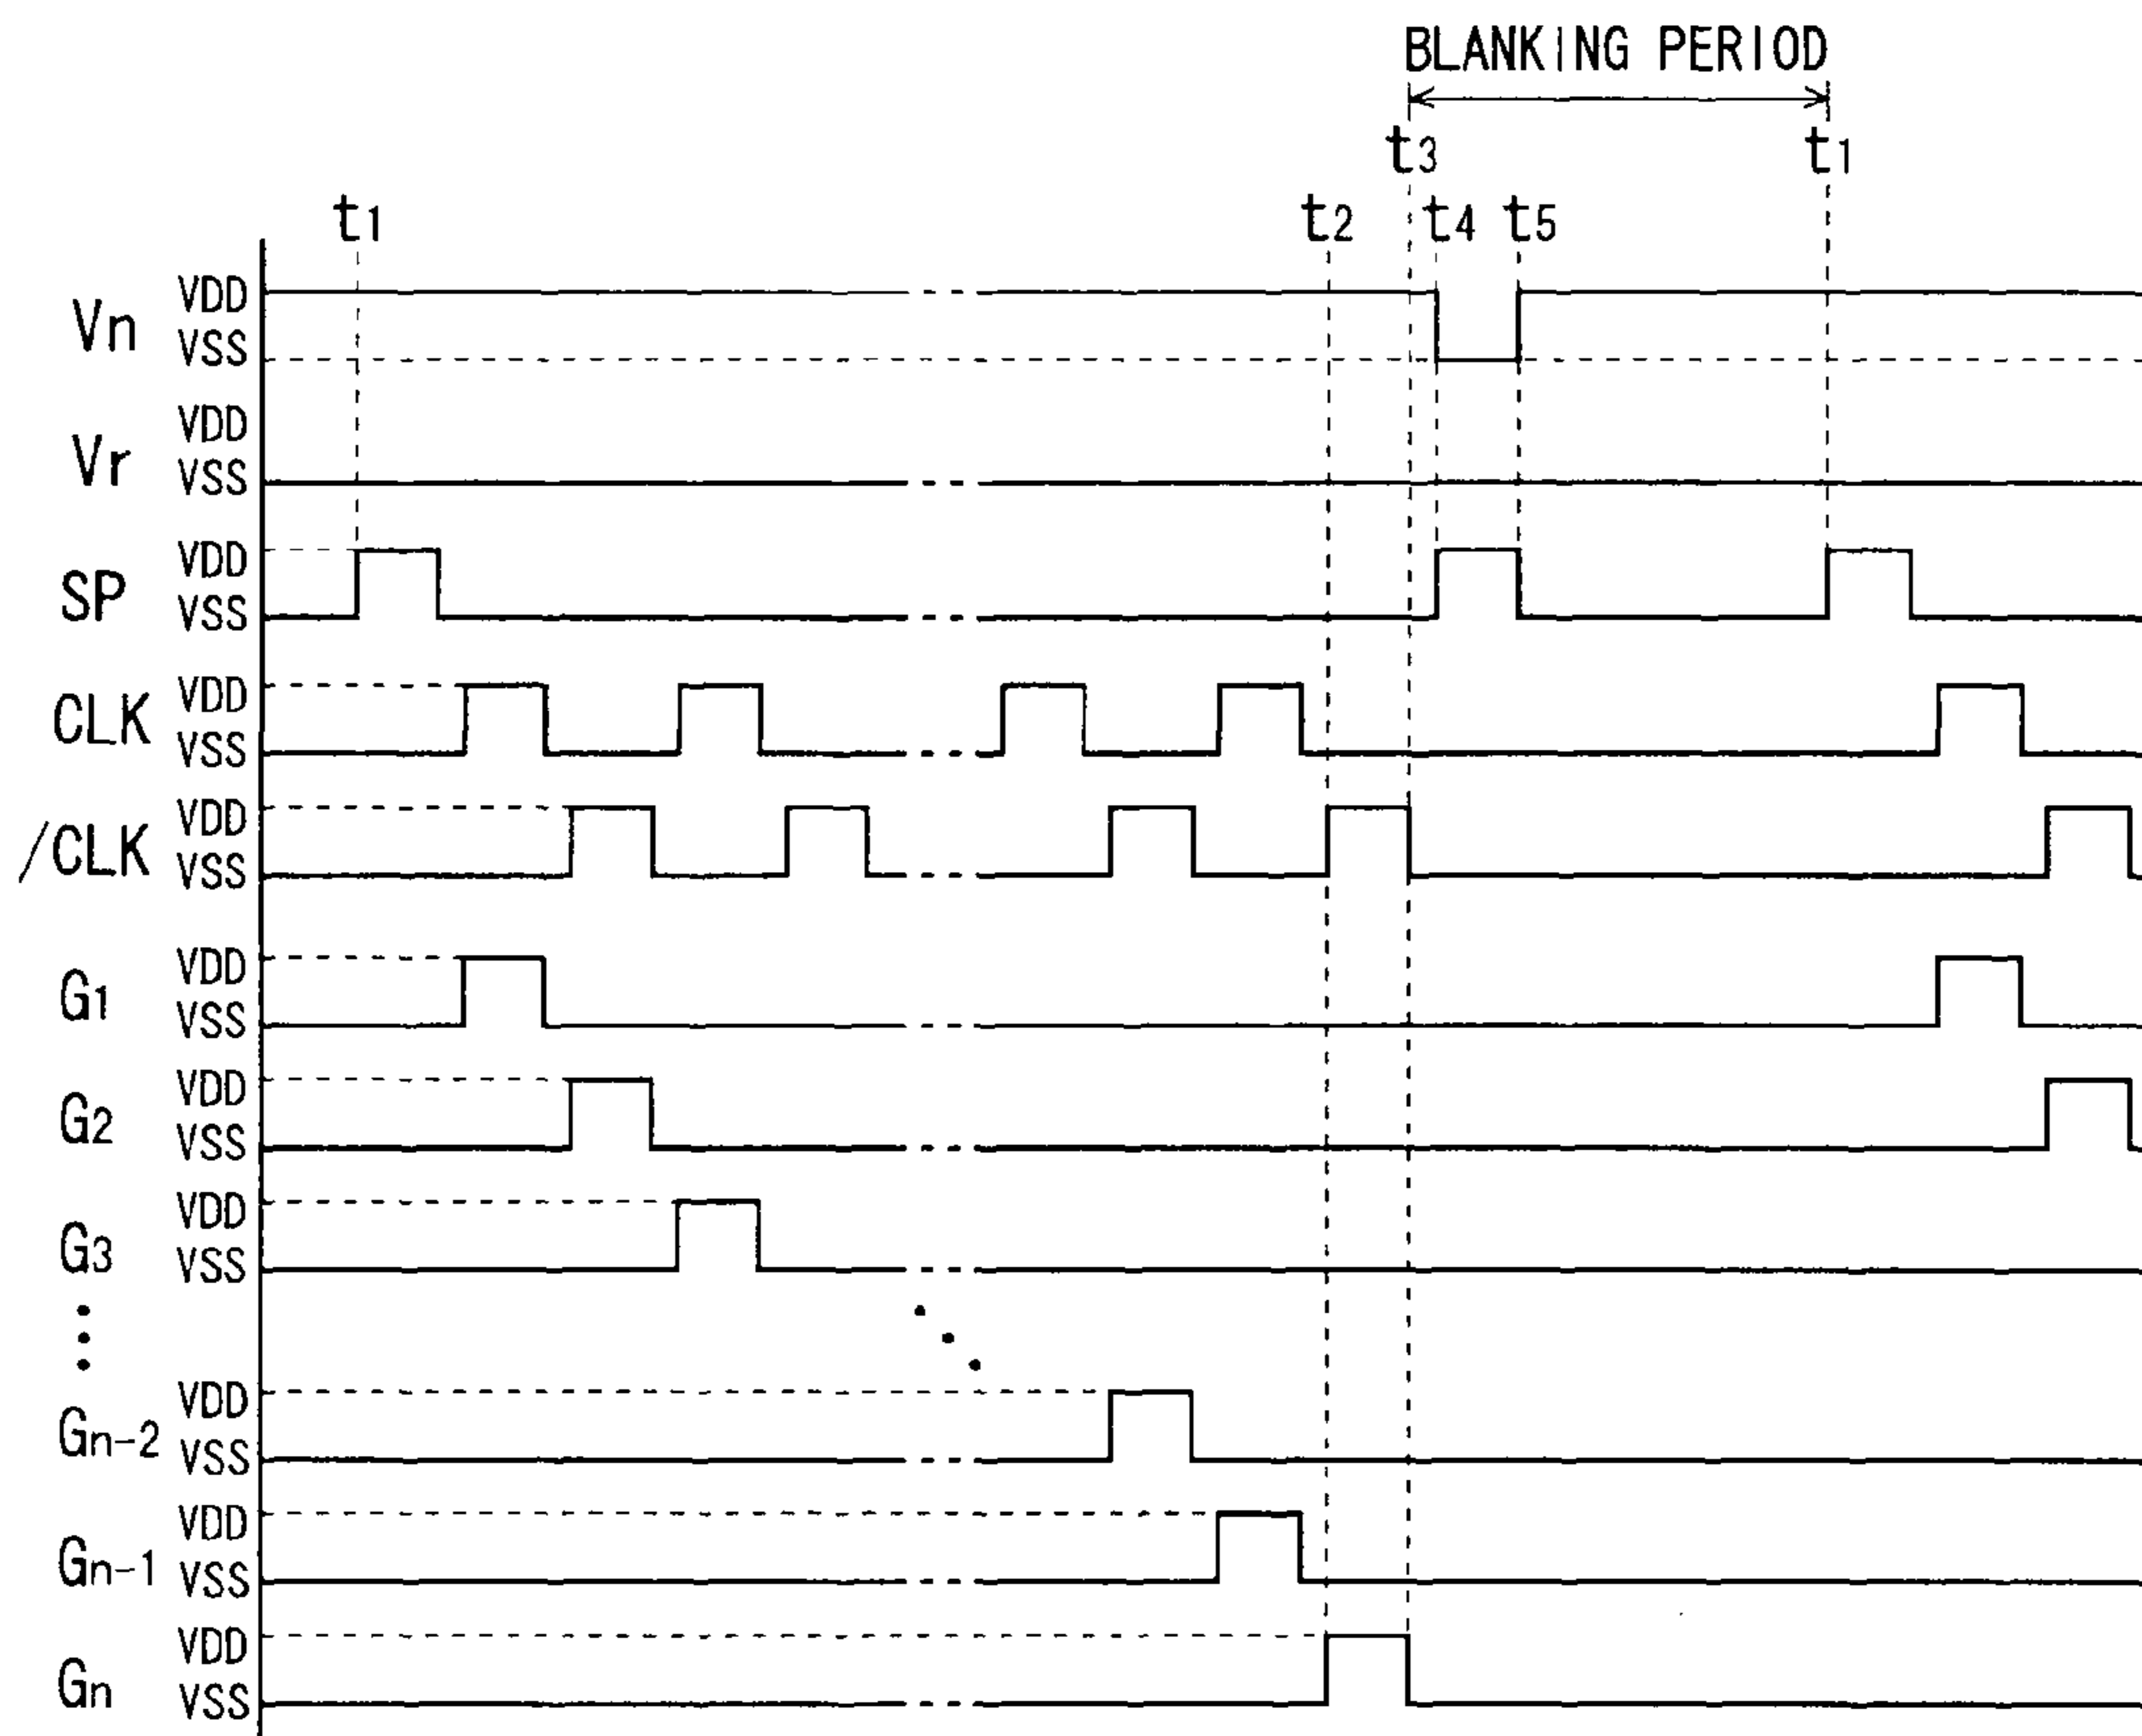 BLANKING PERIOD
t3 t1
t1 t2 t4 t5
Vn VDD
VSS
Vr VDD
VSS
SP VDD
VSS
CLK VDD
VSS
/CLK VDD
VSS
G1 VDD
VSS
G2 VDD
VSS
G3 VDD
VSS
Gn-2 VDD
VSS
Gn-1 VDD
VSS
Gn VDD
VSS